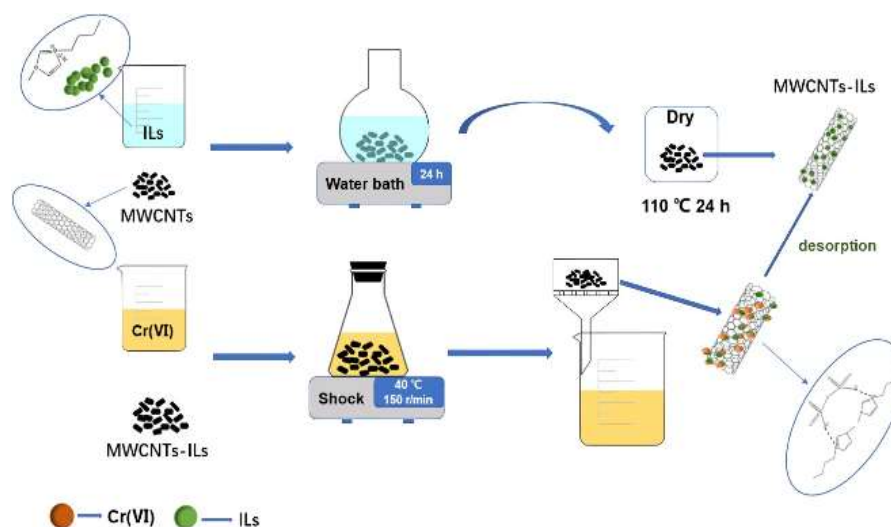 ILs
MWCNTs
Water bath
24 h
Dry
110 ℃ 24 h
MWCNTs-ILs
desorption
Cr(VI)
MWCNTs-ILs
Shock
40 ℃
150 r/min
Cr(VI)
ILs